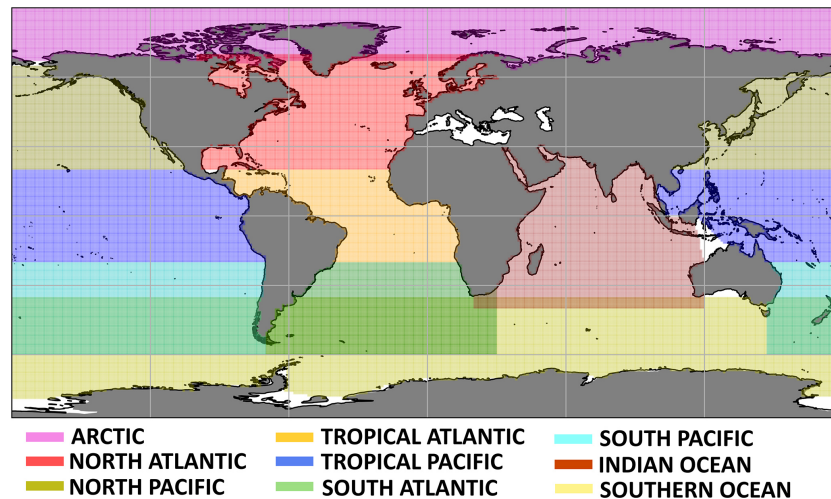 ARCTIC
NORTH ATLANTIC
NORTH PACIFIC
TROPICAL ATLANTIC
TROPICAL PACIFIC
SOUTH ATLANTIC
SOUTH PACIFIC
INDIAN OCEAN
SOUTHERN OCEAN